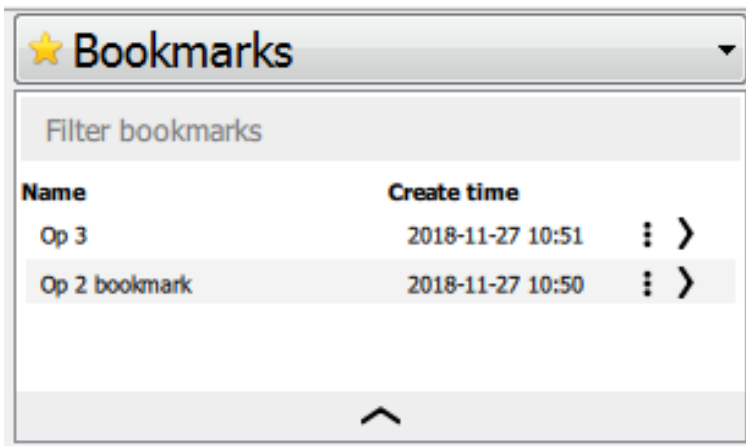 Bookmarks
Filter bookmarks
Name Create time
Op 3 2018-11-27 10:51
Op 2 bookmark 2018-11-27 10:50